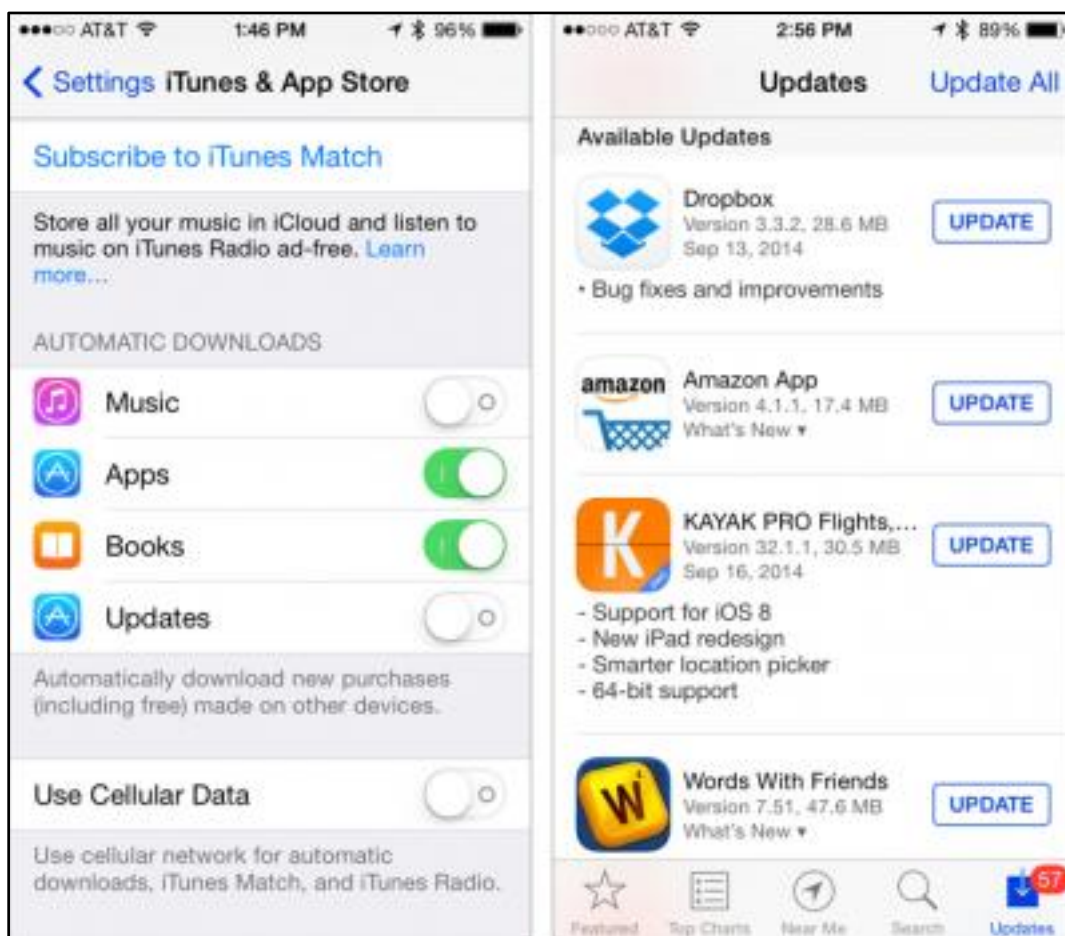 AT&T 1:46 PM 96%
Settings iTunes & App Store
Subscribe to iTunes Match
Store all your music in iCloud and listen to
music on iTunes Radio ad-free. Learn
more...
AUTOMATIC DOWNLOADS
Music
Apps
Books
Updates
Automatically download new purchases
(including free) made on other devices.
Use Cellular Data
Use cellular network for automatic
downloads, iTunes Match, and iTunes Radio.
AT&T 2:56 PM 89%
Updates Update All
Available Updates
Dropbox
Version 3.3.2, 28.6 MB
Sep 13, 2014
UPDATE
• Bug fixes and improvements
amazon
Amazon App
Version 4.1.1, 17.4 MB
What's New ▾
UPDATE
K
KAYAK PRO Flights,...
Version 32.1.1, 30.5 MB
Sep 16, 2014
UPDATE
- Support for iOS 8
- New iPad redesign
- Smarter location picker
- 64-bit support
W
Words With Friends
Version 7.51, 47.6 MB
What's New ▾
UPDATE
57
Featured Top Charts Near Me Search Updates